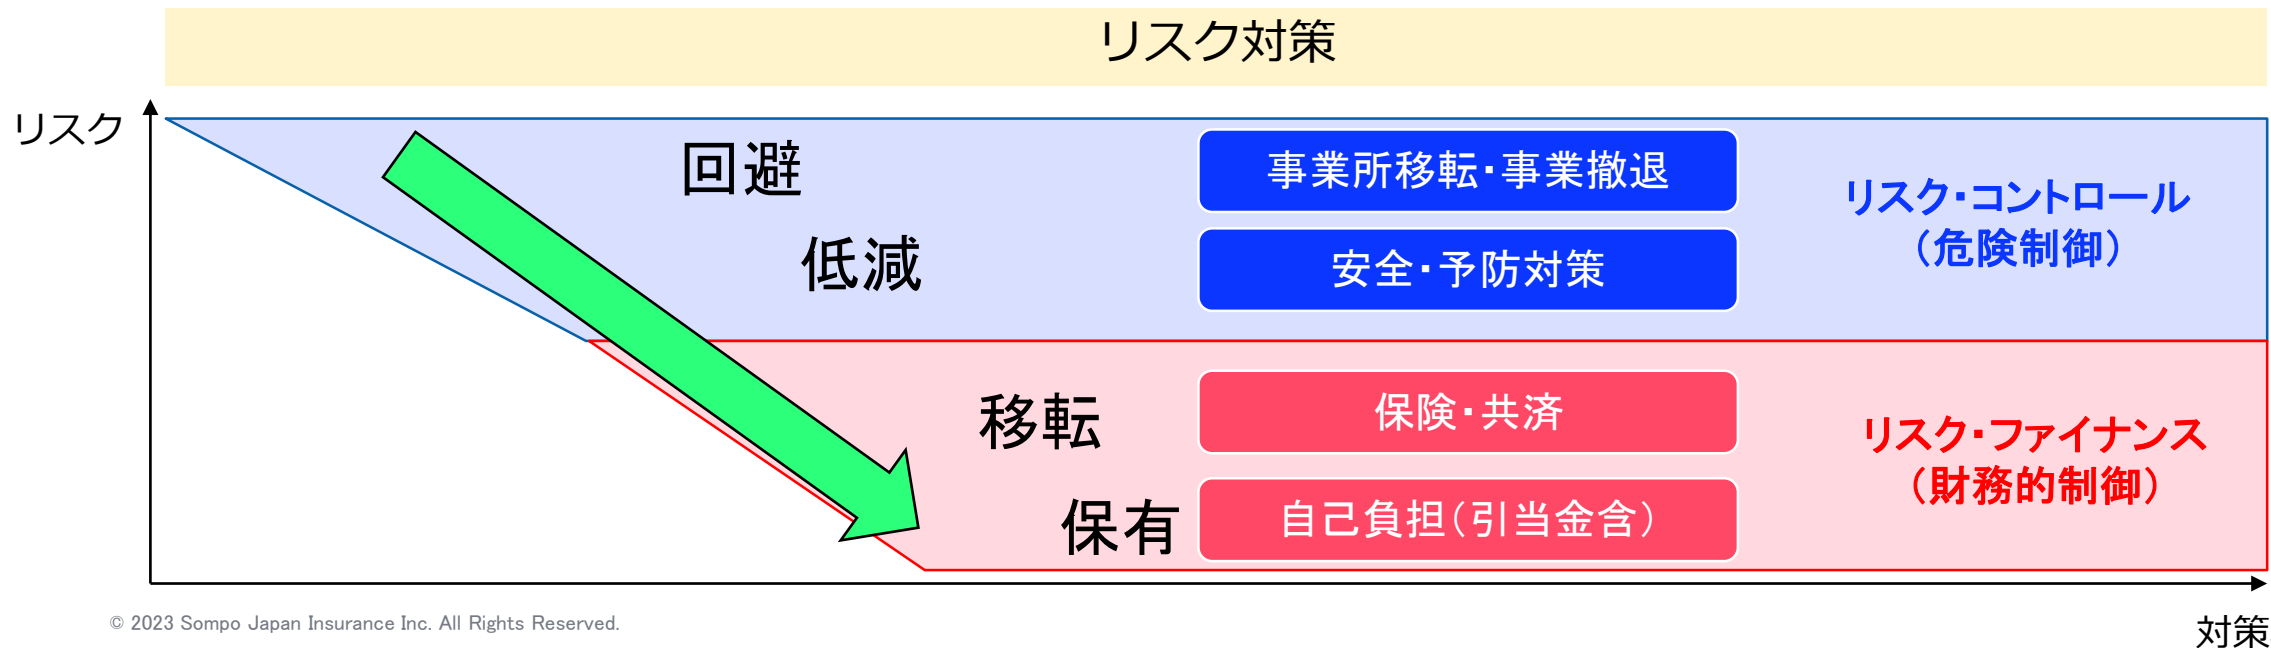 リスク対策
リスク
回避
事業所移転・事業撤退
低減
安全・予防対策
リスク・コントロール
（危険制御）
移転
保険・共済
保有
自己負担（引当金含）
リスク・ファイナンス
（財務的制御）
© 2023 Sompo Japan Insurance Inc. All Rights Reserved.
対策